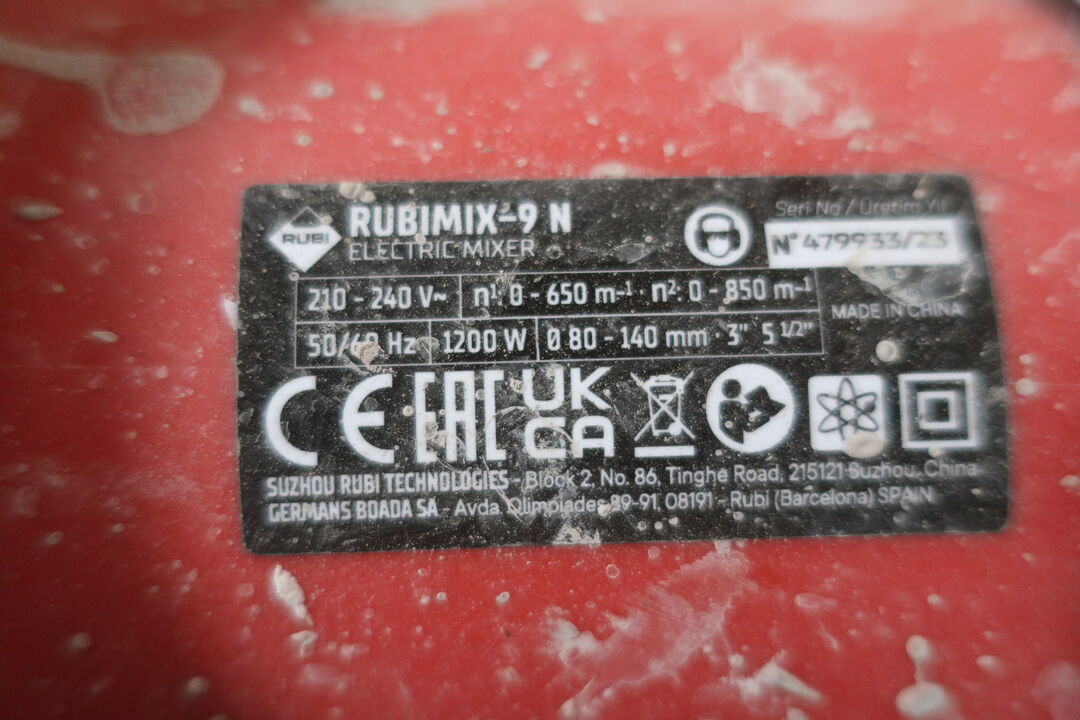 RUBI
RUBIMIX-9 N
ELECTRIC MIXER
Seri No / Üretim Yıl
Nº 479933/23
210 - 240 V~
n¹: 0 - 650 m-¹ · n²: 0 - 850 m-¹
MADE IN CHINA
50/60 Hz
1200 W
Ø 80 - 140 mm · 3" 5 1/2"
CE EAC UK CA
SUZHOU RUBI TECHNOLOGIES - Block 2, No. 86, Tinghe Road, 215121 Suzhou, China
GERMANS BOADA SA - Avda. Olimpiades 89-91, 08191 - Rubí (Barcelona) SPAIN